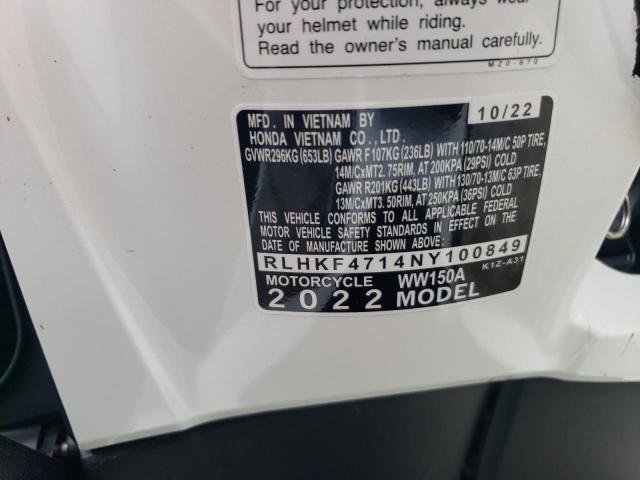 For your protection, always wear
your helmet while riding.
Read the owner's manual carefully.
MZ0-670
MFD. IN VIETNAM BY 10/22
HONDA VIETNAM CO.,LTD.
GVWR296KG (653LB) GAWR F107KG (236LB) WITH 110/70-14M/C 50P TIRE,
14M/CXMT2. 75RIM, AT 200KPA (29PSI) COLD
GAWR R201KG (443LB) WITH 130/70-13M/C 63P TIRE,
13M/CXMT3. 50RIM, AT 250KPA (36PSI) COLD
THIS VEHICLE CONFORMS TO ALL APPLICABLE FEDERAL
MOTOR VEHICLE SAFETY STANDARDS IN EFFECT ON THE
DATE OF MANUFACTURE SHOWN ABOVE:
RLHKF4714NY100849
MOTORCYCLE WW150A K1Z-A31
2022 MODEL